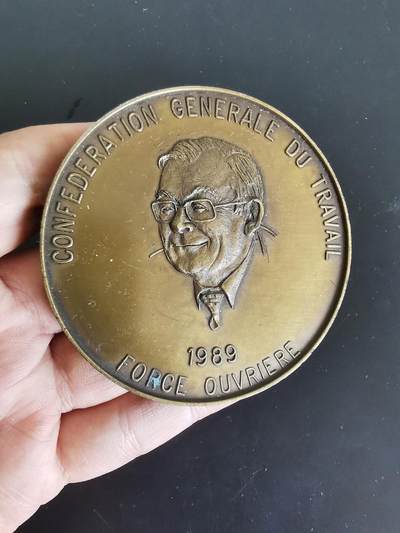 CONFEDERATION GENERALE DU TRAVAIL
1989
FORCE OUVRIERE